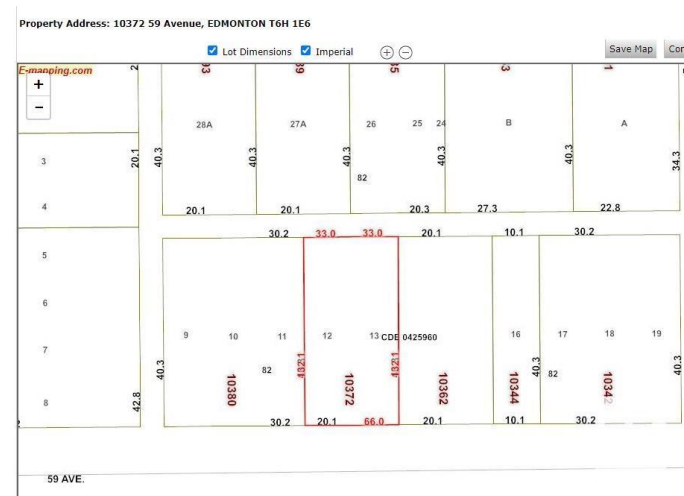 Property Address: 10372 59 Avenue, EDMONTON T6H 1E6
Lot Dimensions Imperial + − Save Map
E-mapping.com
+
−
28A 27A 26 25 24 B A
3 20.1 40.3 40.3 40.3 40.3 40.3 34.3
82
4 20.1 20.1 20.3 27.3 22.8
30.2 33.0 33.0 20.1 10.1 30.2
5
6
9 10 11 12 13 CDE 0425960 16 17 18 19
7 40.3 82 40.3 82 40.3
10380 10372 10362 10344 10342
8 42.8
30.2 20.1 66.0 20.1 10.1 30.2
59 AVE.